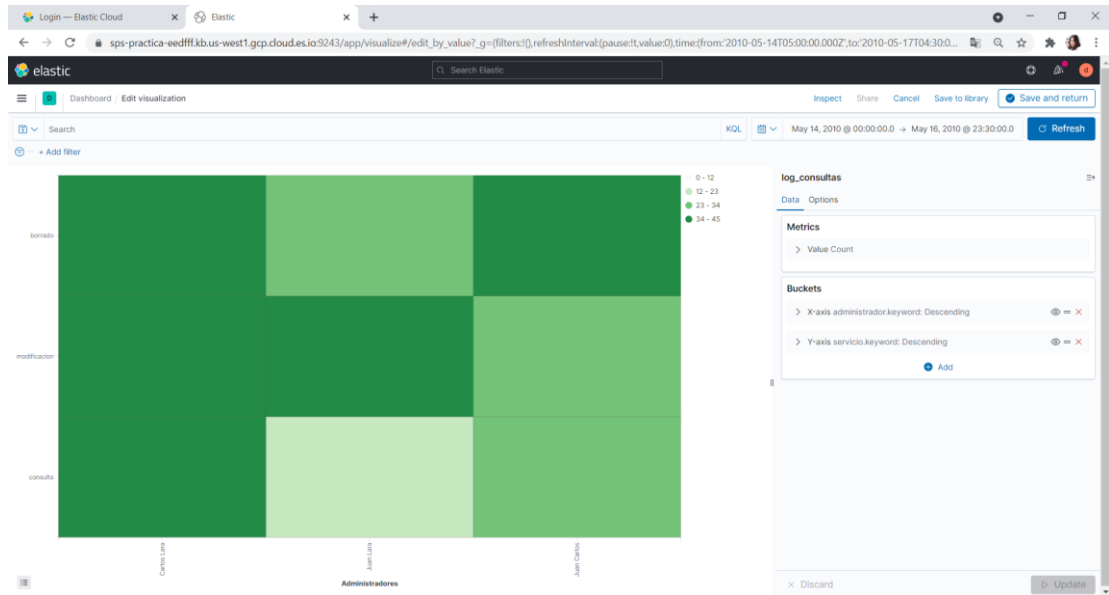 Login — Elastic Cloud
Elastic
sps-practica-eedfff.kb.us-west1.gcp.cloud.es.io:9243/app/visualize#/edit_by_value?_g=(filters:!(),refreshInterval:(pause:!t,value:0),time:(from:'2010-05-14T05:00:00.000Z',to:'2010-05-17T04:30:0...
elastic
Search Elastic
d
D
Dashboard / Edit visualization
Inspect Share Cancel Save to library Save and return
Search
KQL
May 14, 2010 @ 00:00:00.0 → May 16, 2010 @ 23:30:00.0
Refresh
+ Add filter
borrado
modificacion
consulta
Carlos Lara
Juan Lara
Juan Carlos
Administradores
0 - 12
12 - 23
23 - 34
34 - 45
log_consultas
Data Options
Metrics
Value Count
Buckets
X-axis administrador.keyword: Descending
Y-axis servicio.keyword: Descending
Add
Discard
Update